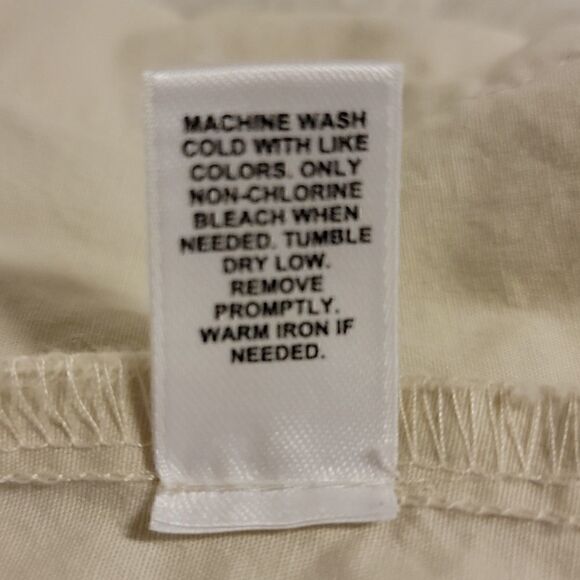 MACHINE WASH
COLD WITH LIKE
COLORS. ONLY
NON-CHLORINE
BLEACH WHEN
NEEDED. TUMBLE
DRY LOW.
REMOVE
PROMPTLY.
WARM IRON IF
NEEDED.